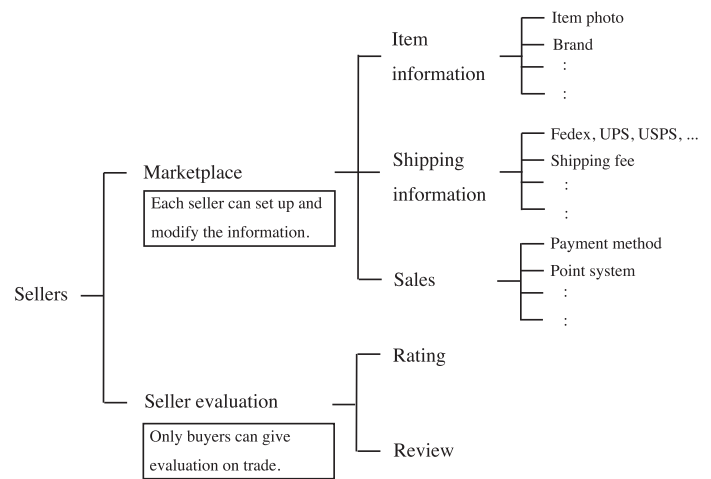 Sellers
Marketplace
Each seller can set up and
modify the information.
Item
information
Item photo
Brand
:
:
Shipping
information
Fedex, UPS, USPS, ...
Shipping fee
:
:
Sales
Payment method
Point system
:
:
Seller evaluation
Only buyers can give
evaluation on trade.
Rating
Review